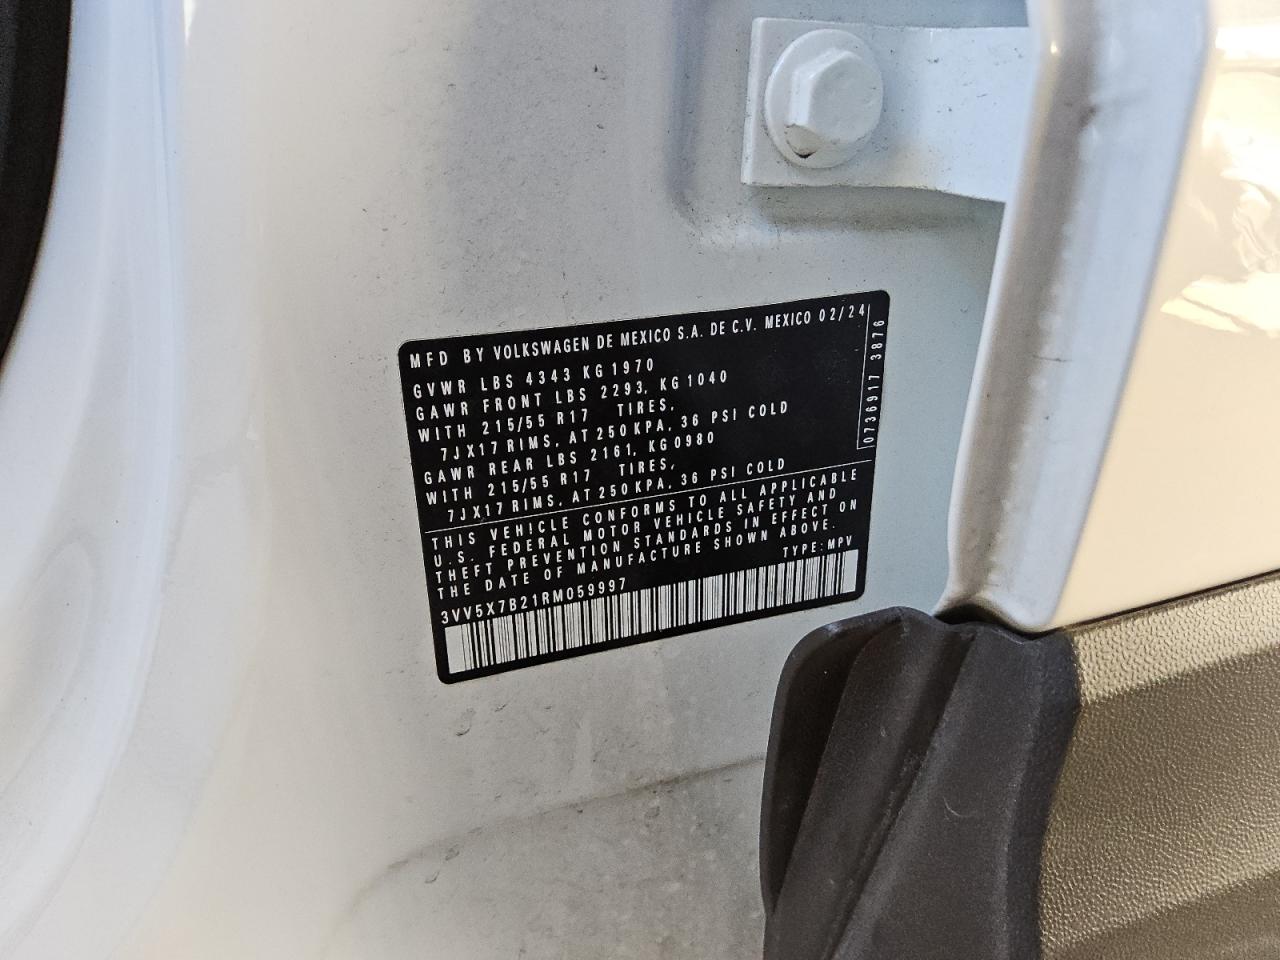 MFD BY VOLKSWAGEN DE MEXICO S.A. DE C.V. MEXICO 02/24
GVWR LBS 4343 KG 1970
GAWR FRONT LBS 2293, KG 1040
WITH 215/55 R17 TIRES,
7JX17 RIMS, AT 250 KPA, 36 PSI COLD
GAWR REAR LBS 2161, KG 0980
WITH 215/55 R17 TIRES,
7JX17 RIMS, AT 250 KPA, 36 PSI COLD
0736917 3876
THIS VEHICLE CONFORMS TO ALL APPLICABLE
U.S. FEDERAL MOTOR VEHICLE SAFETY AND
THEFT PREVENTION STANDARDS IN EFFECT ON
THE DATE OF MANUFACTURE SHOWN ABOVE.
3VV5X7B21RM059997 TYPE: MPV